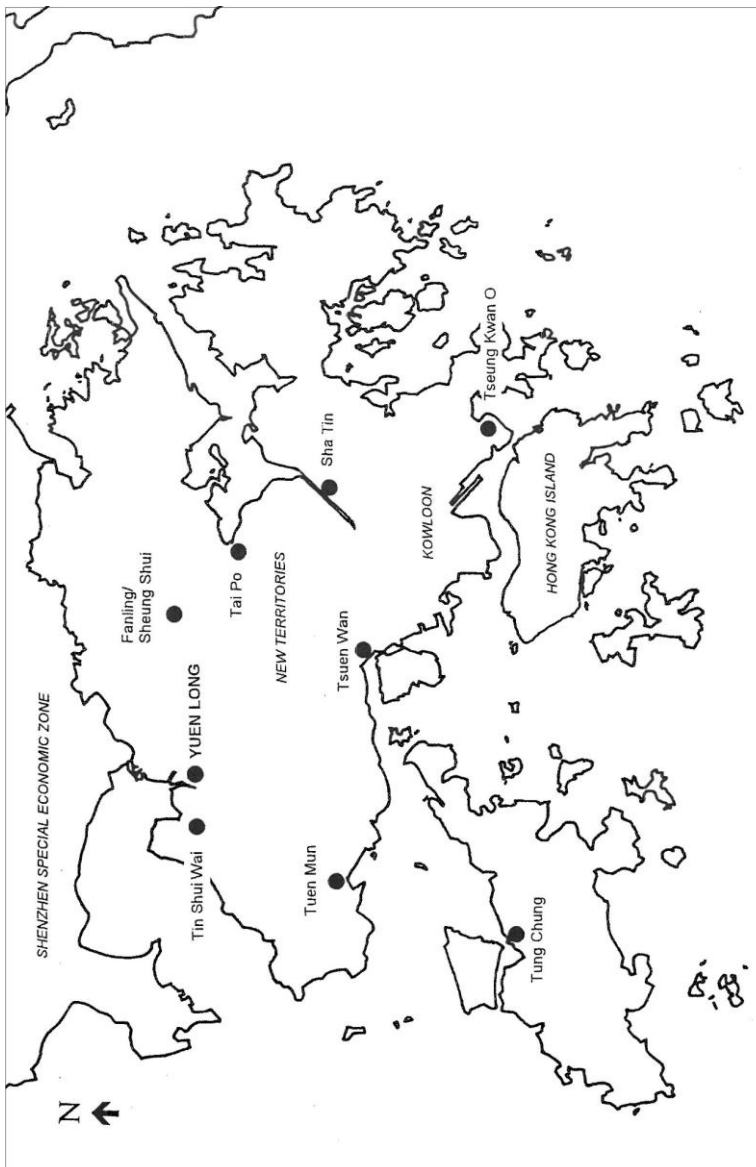 N
SHENZHEN SPECIAL ECONOMIC ZONE
Fanling/
Sheung Shui
YUEN LONG
Tin Shui Wai
Tai Po
NEW TERRITORIES
Sha Tin
Tuen Mun
Tsuen Wan
KOWLOON
Tseung Kwan O
Tung Chung
HONG KONG ISLAND